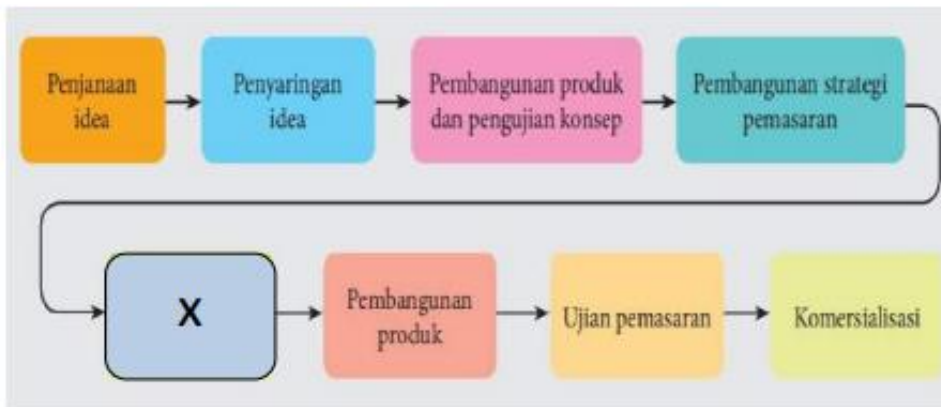 Penjanaan
idea
Penyaringan
idea
Pembangunan produk
dan pengujian konsep
Pembangunan strategi
pemasaran
X
Pembangunan
produk
Ujian pemasaran
Komersialisasi